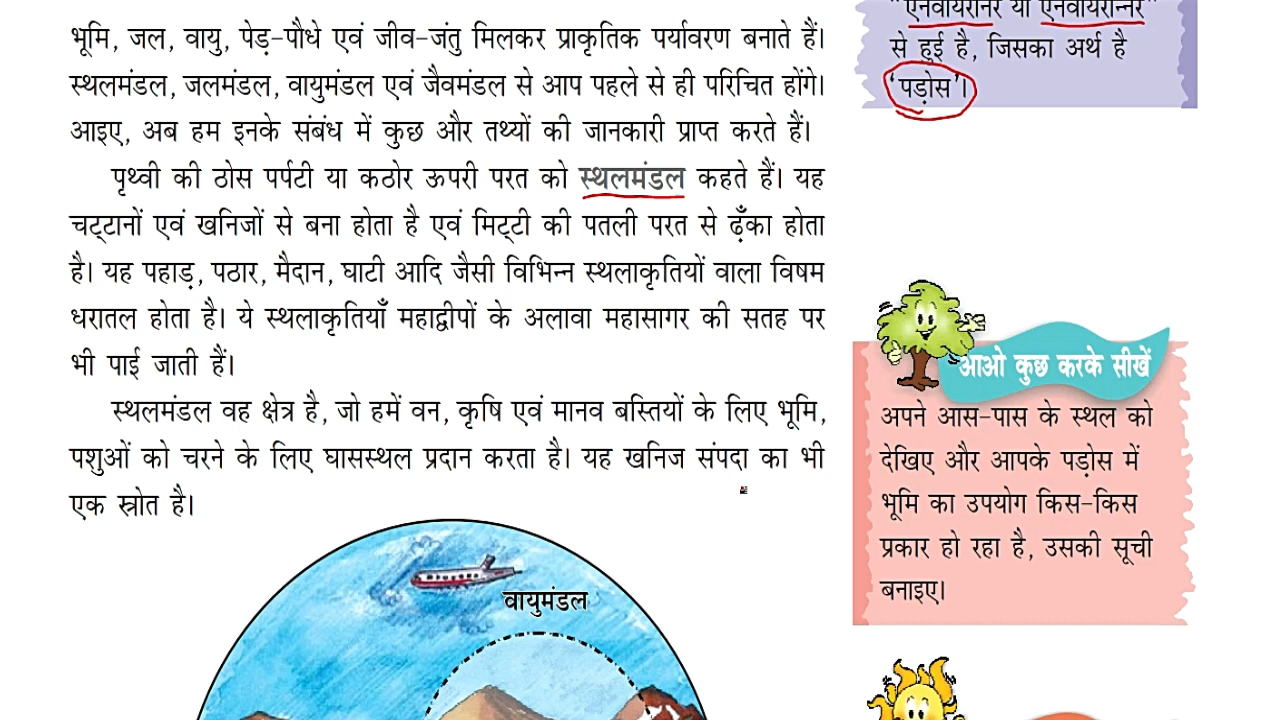 भूमि, जल, वायु, पेड़-पौधे एवं जीव-जंतु मिलकर प्राकृतिक पर्यावरण बनाते हैं।
स्थलमंडल, जलमंडल, वायुमंडल एवं जैवमंडल से आप पहले से ही परिचित होंगे।
आइए, अब हम इनके संबंध में कुछ और तथ्यों की जानकारी प्राप्त करते हैं।
पृथ्वी की ठोस पर्पटी या कठोर ऊपरी परत को स्थलमंडल कहते हैं। यह
चट्टानों एवं खनिजों से बना होता है एवं मिट्टी की पतली परत से ढँका होता
है। यह पहाड़, पठार, मैदान, घाटी आदि जैसी विभिन्न स्थलाकृतियों वाला विषम
धरातल होता है। ये स्थलाकृतियाँ महाद्वीपों के अलावा महासागर की सतह पर
भी पाई जाती हैं।
स्थलमंडल वह क्षेत्र है, जो हमें वन, कृषि एवं मानव बस्तियों के लिए भूमि,
पशुओं को चरने के लिए घासस्थल प्रदान करता है। यह खनिज संपदा का भी
एक स्रोत है।
वायुमंडल
या
से हुई है, जिसका अर्थ है
'पड़ोस'।
आओ कुछ करके सीखें
अपने आस-पास के स्थल को
देखिए और आपके पड़ोस में
भूमि का उपयोग किस-किस
प्रकार हो रहा है, उसकी सूची
बनाइए।